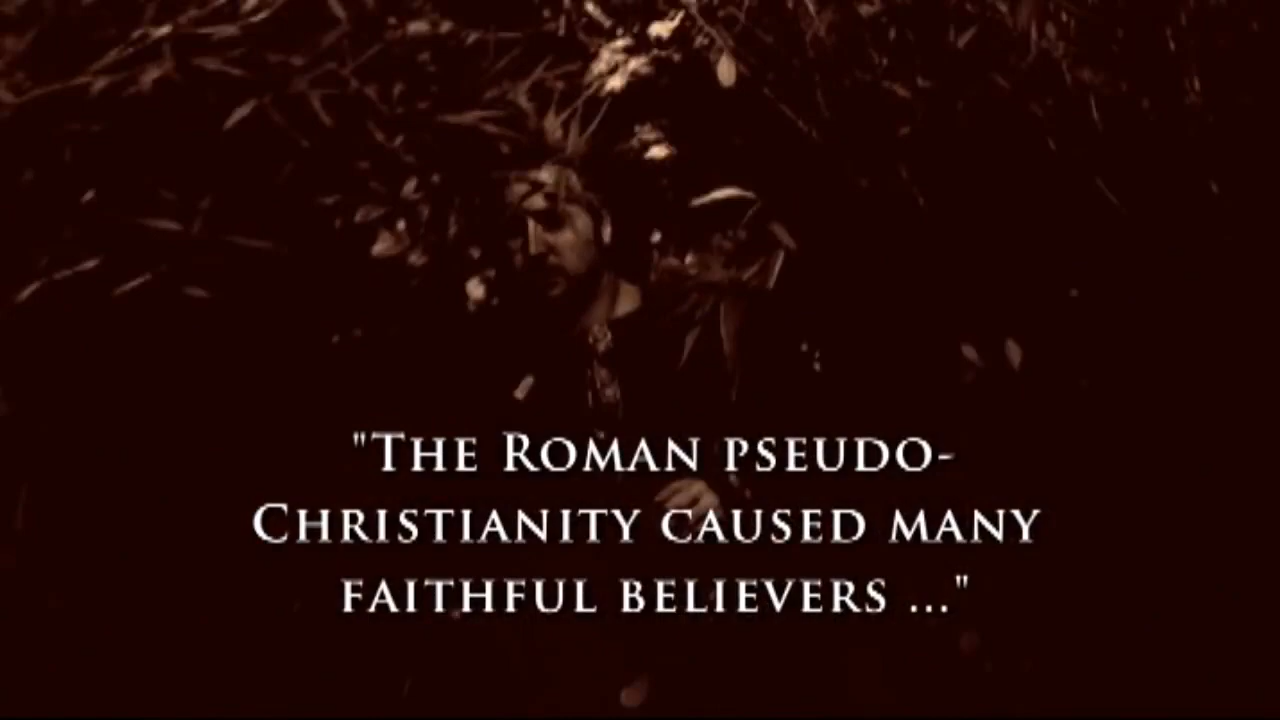 "The Roman pseudo-
Christianity caused many
faithful believers ..."